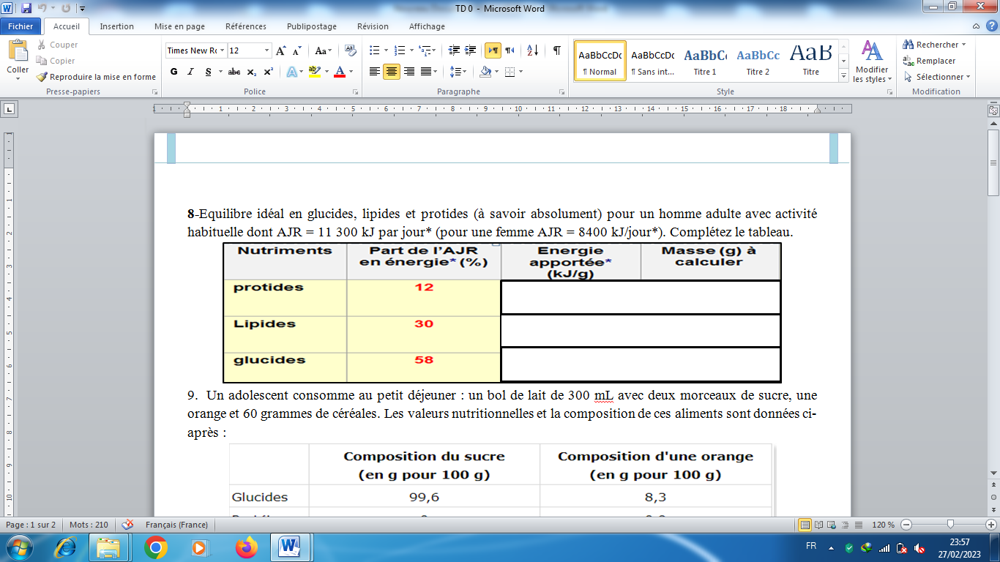 TD 0 - Microsoft Word
Fichier Accueil Insertion Mise en page Références Publipostage Révision Affichage
Coller
Couper
Copier
Reproduire la mise en forme
Presse-papiers
Times New Ro 12
G I S abc x₂ x² A ab A
Police
Paragraphe
AaBbCcDc AaBbCcDc AaBbC AaBbCc AaB
¶ Normal ¶ Sans int... Titre 1 Titre 2 Titre
Style
Modifier les styles
Rechercher
Remplacer
Sélectionner
Modification
1 1 2 3 4 5 6 7 8 9 10 11 12 13 14 15 16 17 18
8-Equilibre idéal en glucides, lipides et protides (à savoir absolument) pour un homme adulte avec activité
habituelle dont AJR = 11 300 kJ par jour* (pour une femme AJR = 8400 kJ/jour*). Complétez le tableau.
Nutriments Part de l’AJR en énergie* (%) Energie apportée* (kJ/g) Masse (g) à calculer
protides 12
Lipides 30
glucides 58
9. Un adolescent consomme au petit déjeuner : un bol de lait de 300 mL avec deux morceaux de sucre, une
orange et 60 grammes de céréales. Les valeurs nutritionnelles et la composition de ces aliments sont données ci-
après :
Composition du sucre (en g pour 100 g) Composition d'une orange (en g pour 100 g)
Glucides 99,6 8,3
Page : 1 sur 2 Mots : 210 Français (France) 120 %
FR 23:57
27/02/2023